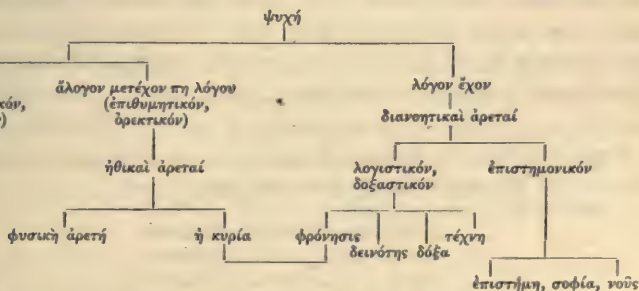 ψυχή
ἄλογον μετέχον πη λόγου
(ἐπιθυμητικόν,
ὀρεκτικόν)
λόγον ἔχον
διανοητικαὶ ἀρεταί
ἠθικαὶ ἀρεταί
λογιστικόν,
δοξαστικόν
ἐπιστημονικόν
φυσικὴ ἀρετή
ἡ κυρία
φρόνησις
δεινότης δόξα
τέχνη
ἐπιστήμη, σοφία, νοῦς